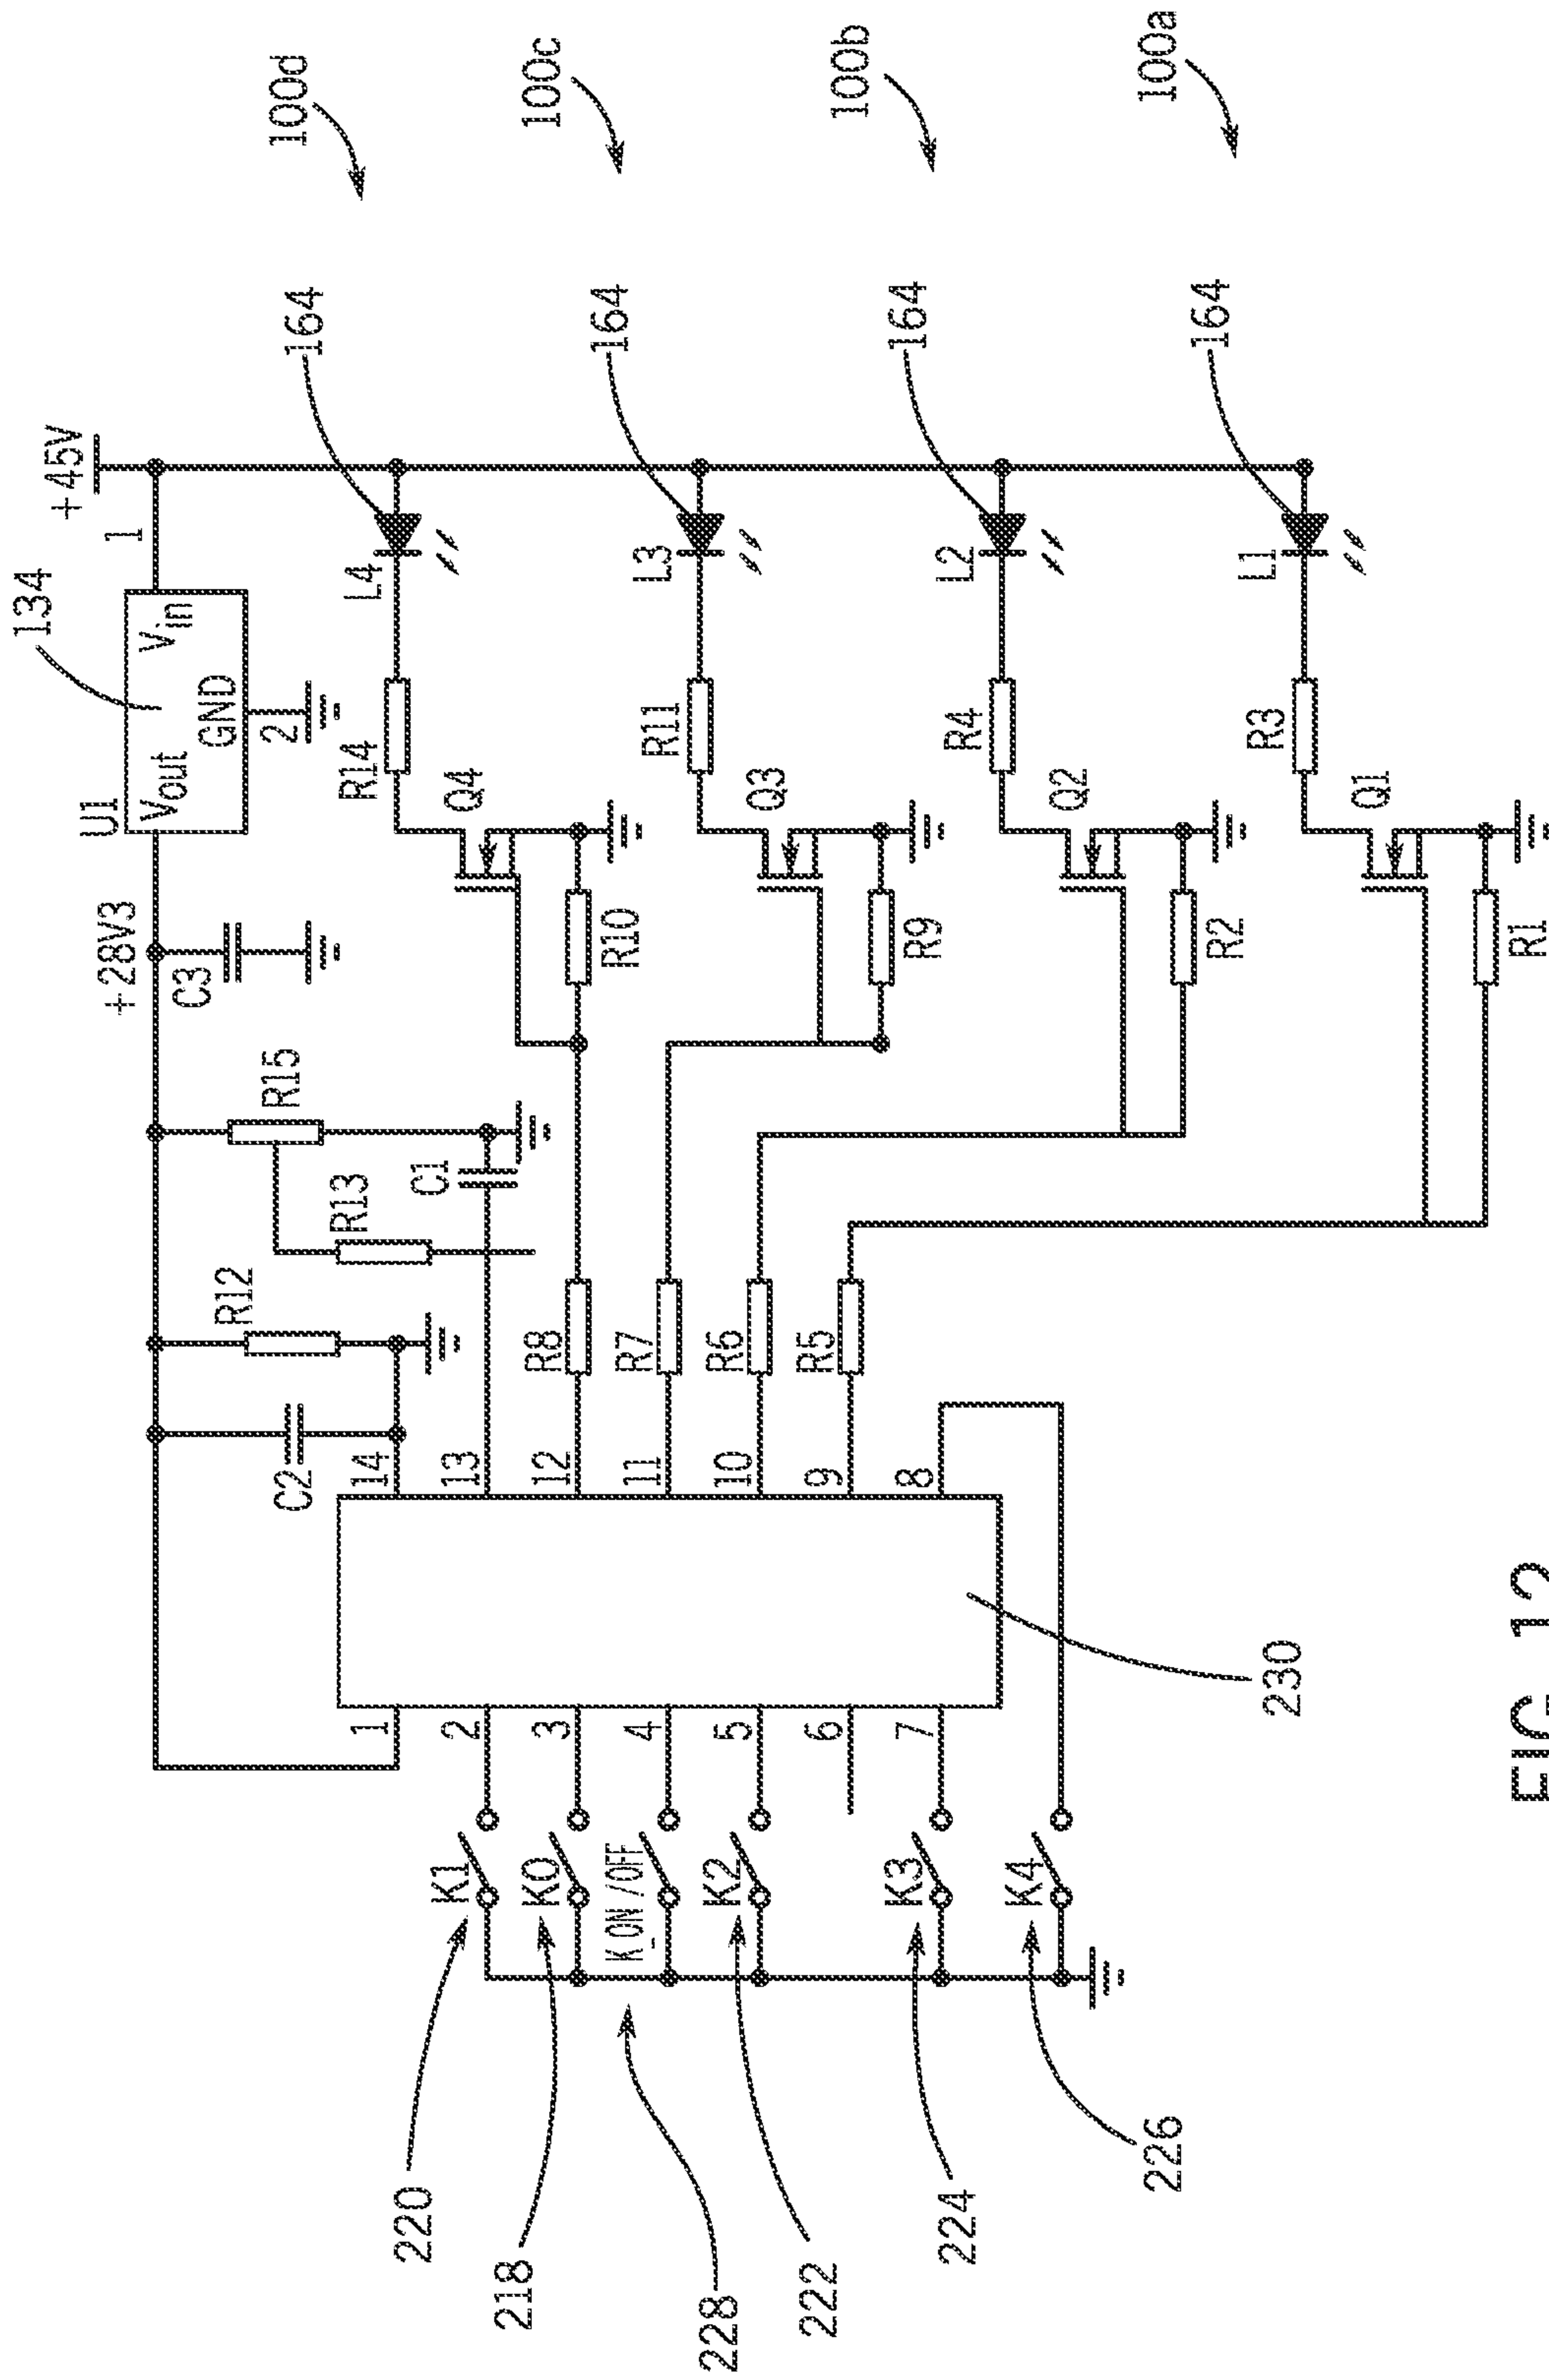 134
+45V
U1
Vout
Vin
GND
1
2
+28V3
C3
R15
R13
R12
C1
C2
R14
L4
164
100d
Q4
R10
R11
L3
164
100c
Q3
R9
R4
L2
164
100b
Q2
R2
R3
L1
164
100a
Q1
R1
R8
R7
R6
R5
14
13
12
11
10
9
8
1
2
3
4
5
6
7
K1
K0
K_ON/OFF
K2
K3
K4
220
218
228
222
224
226
230
FIG. 12